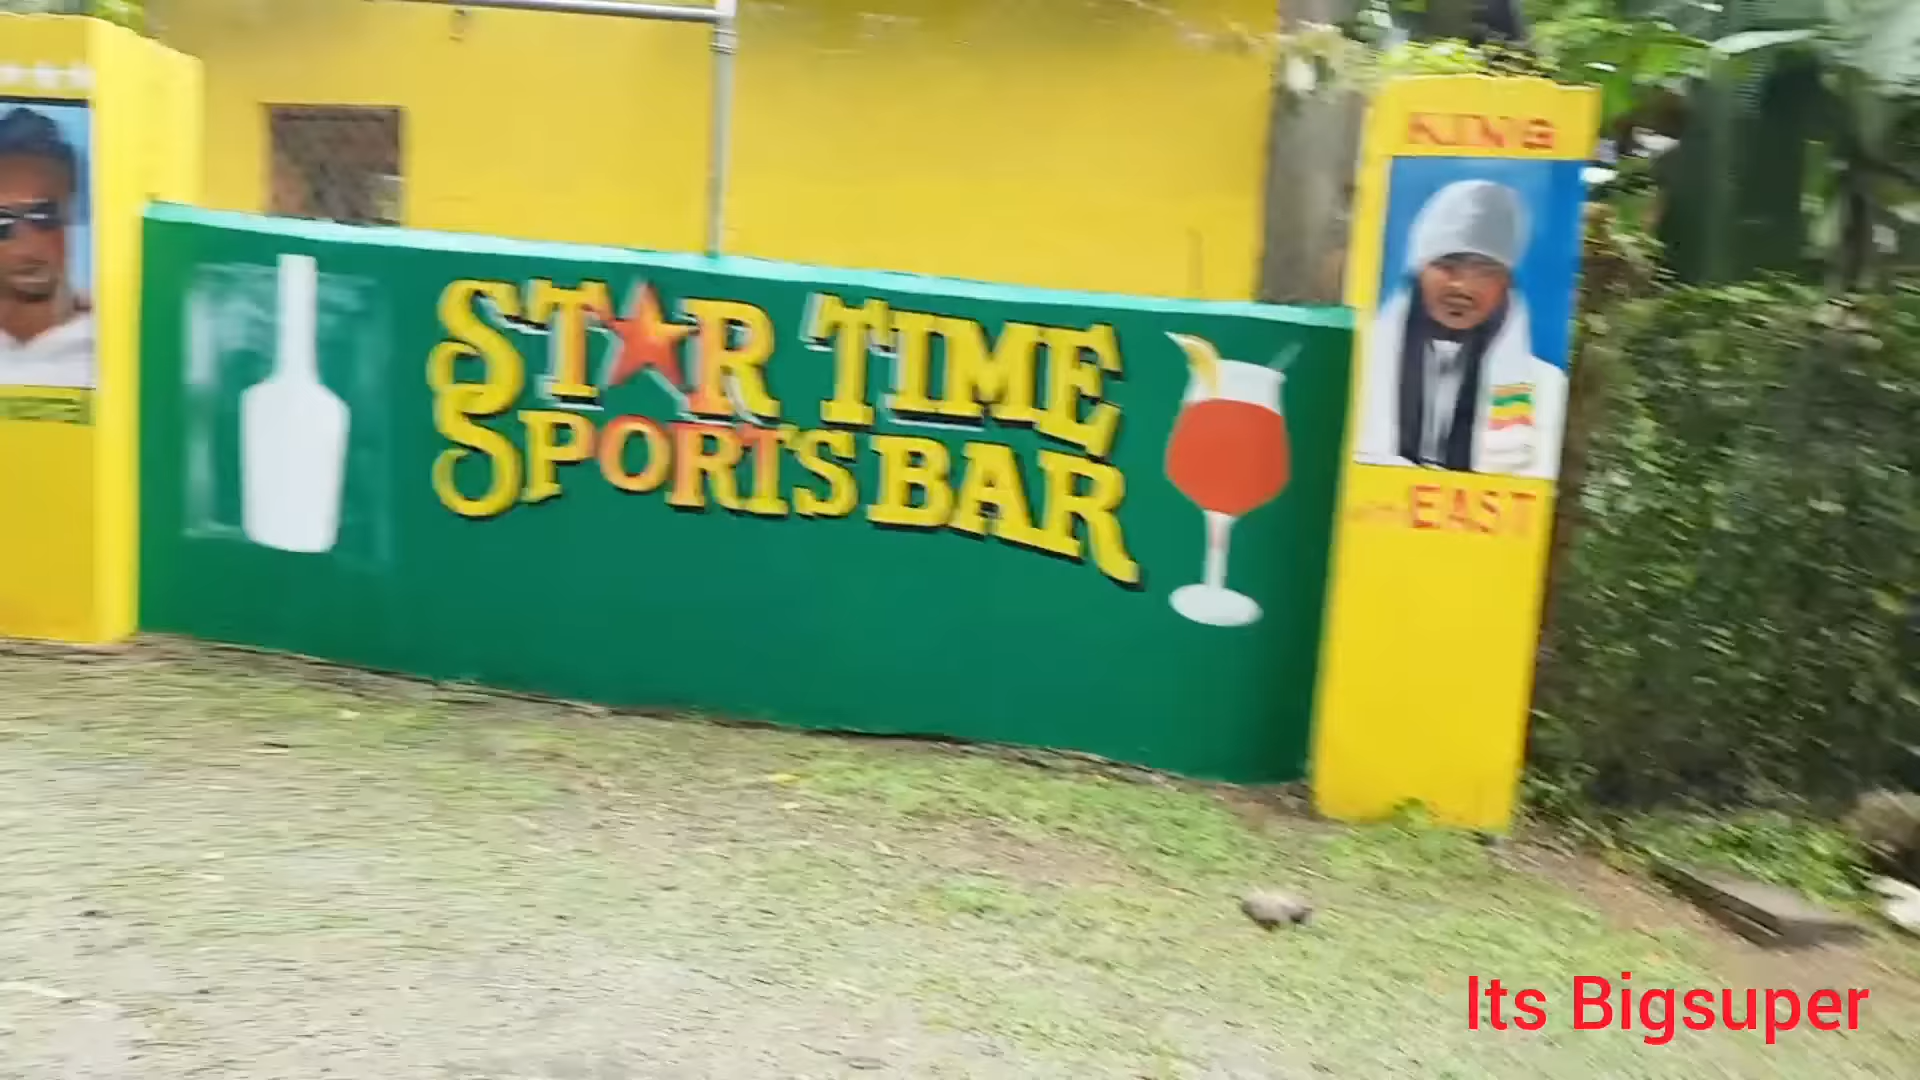 STAR TIME
SPORTS BAR
KING
EAST
Its Bigsuper